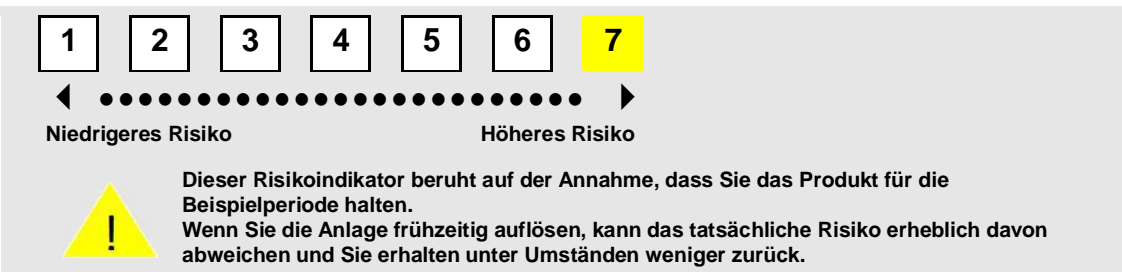 1 2 3 4 5 6 7
Niedrigeres Risiko Höheres Risiko
Dieser Risikoindikator beruht auf der Annahme, dass Sie das Produkt für die
Beispielperiode halten.
!
Wenn Sie die Anlage frühzeitig auflösen, kann das tatsächliche Risiko erheblich davon
abweichen und Sie erhalten unter Umständen weniger zurück.